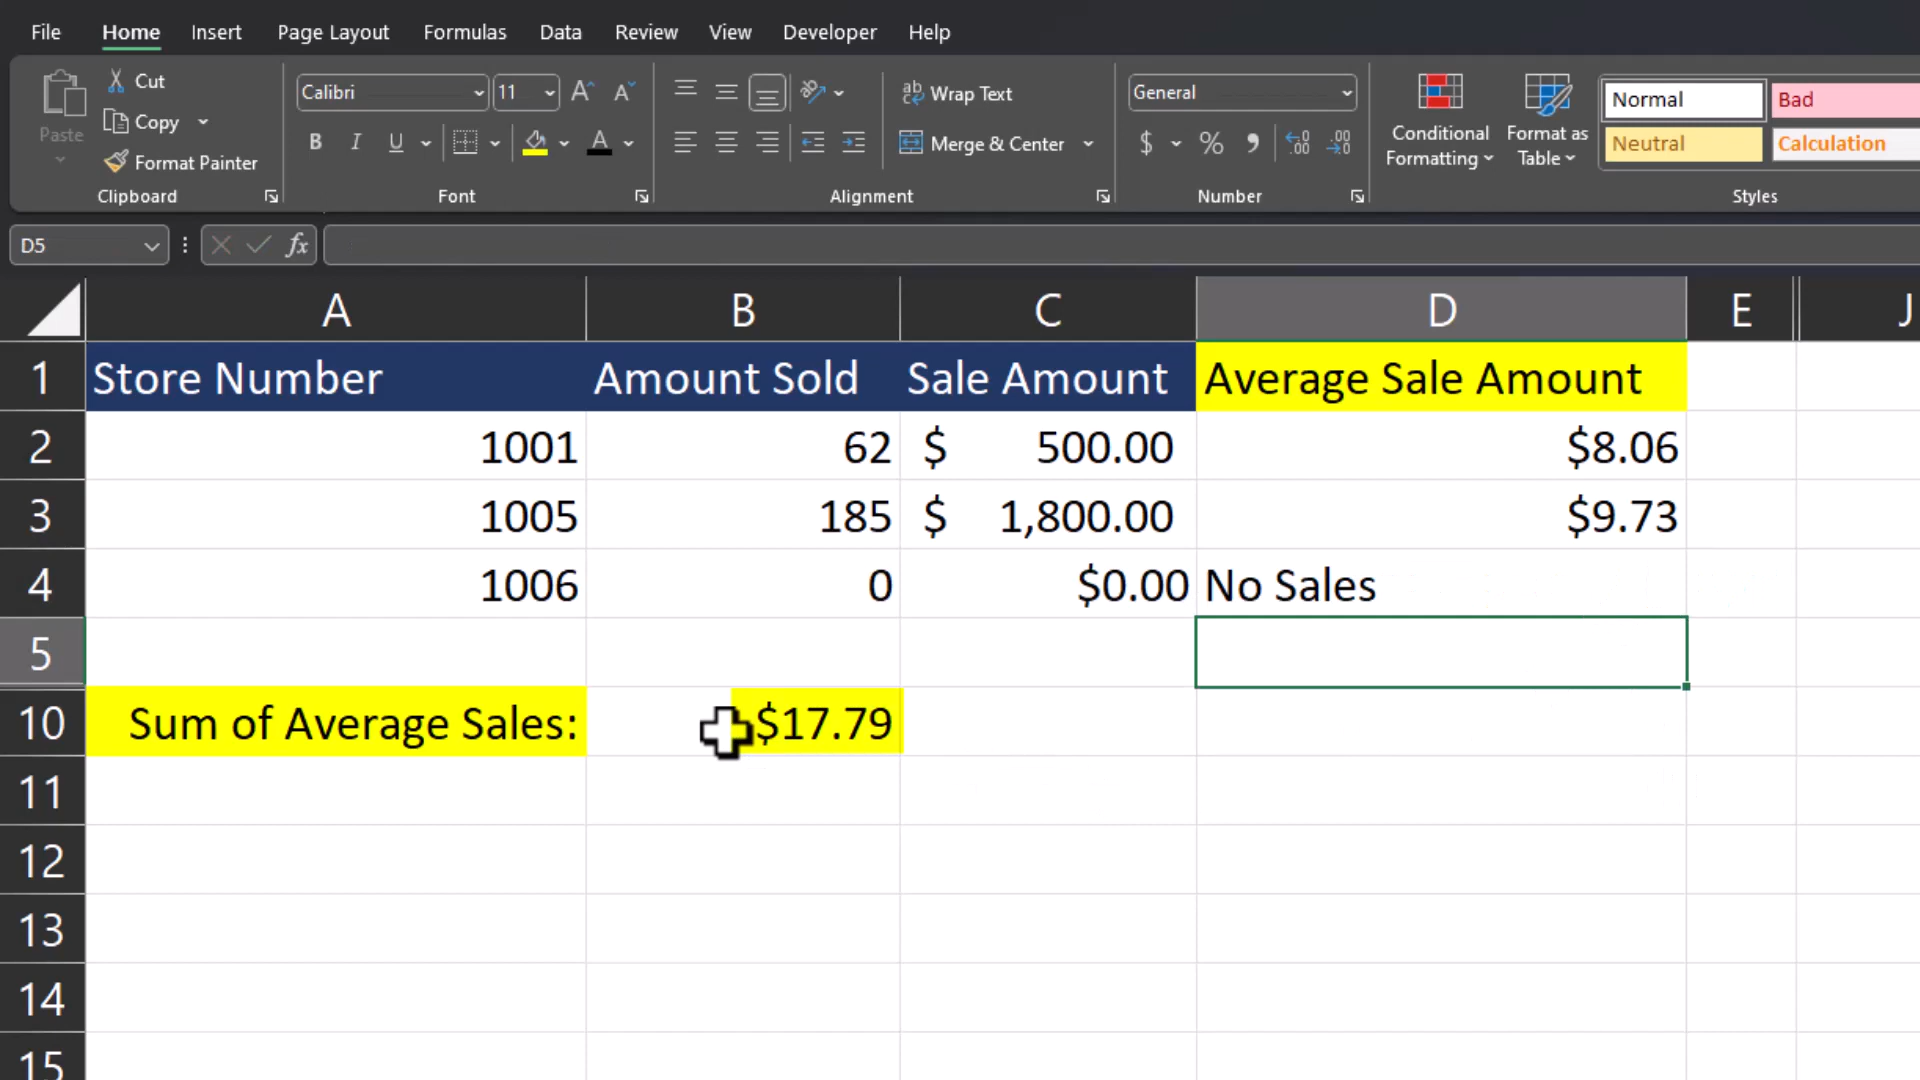 File Home Insert Page Layout Formulas Data Review View Developer Help
Paste Cut Copy Format Painter Clipboard
Calibri 11 A A B I U A Font
ab Wrap Text Merge & Center Alignment
General $ % , .00 .00 Number
Conditional Formatting Format as Table Normal Bad Neutral Calculation Styles
D5 fx
A B C D E J
1 Store Number Amount Sold Sale Amount Average Sale Amount
2 1001 62 $ 500.00 $8.06
3 1005 185 $ 1,800.00 $9.73
4 1006 0 $0.00 No Sales
5
10 Sum of Average Sales: $17.79
11
12
13
14
15